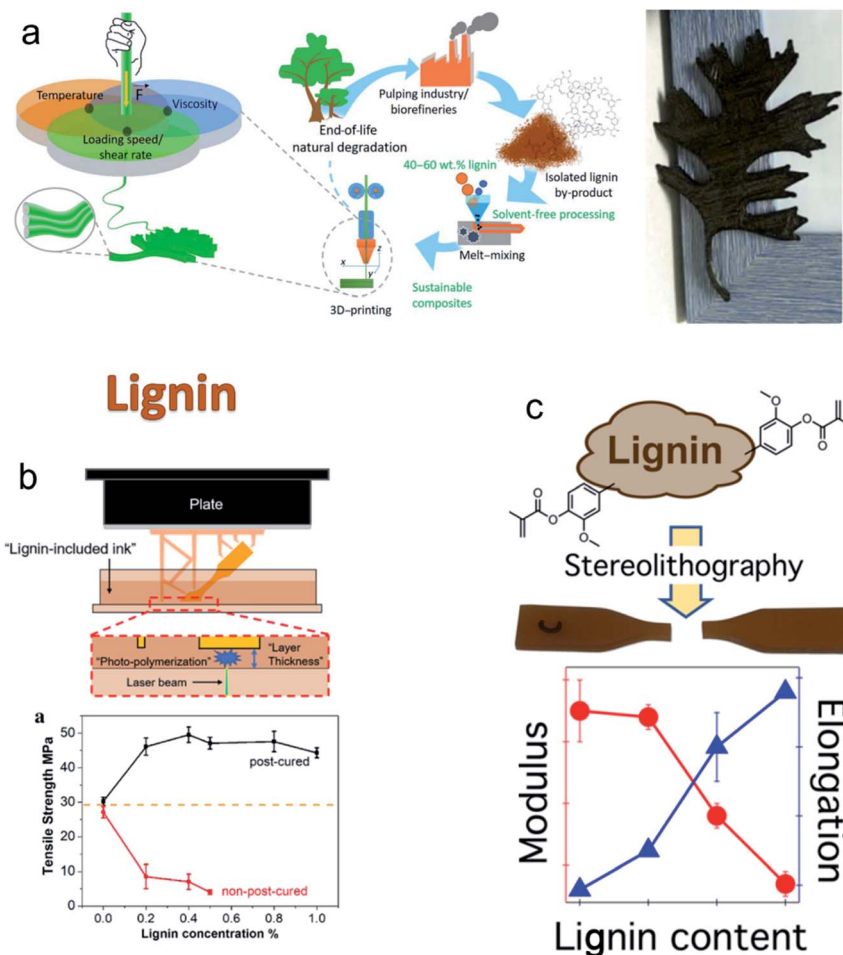 a
Temperature
F
Viscosity
Loading speed/
shear rate
End-of-life
natural degradation
Pulping industry/
biorefineries
40–60 wt.% lignin
Isolated lignin
by-product
Solvent-free processing
Melt–mixing
z
x
y
3D–printing
Sustainable
composites
Lignin
b
Plate
"Lignin-included ink"
"Photo-polymerization"
"Layer
Thickness"
Laser beam
a
Tensile Strength MPa
50
40
30
20
10
0
post-cured
non-post-cured
0.0
0.2
0.4
0.6
0.8
1.0
Lignin concentration %
c
Lignin
O
O
O
O
O
O
Stereolithography
Modulus
Elongation
Lignin content